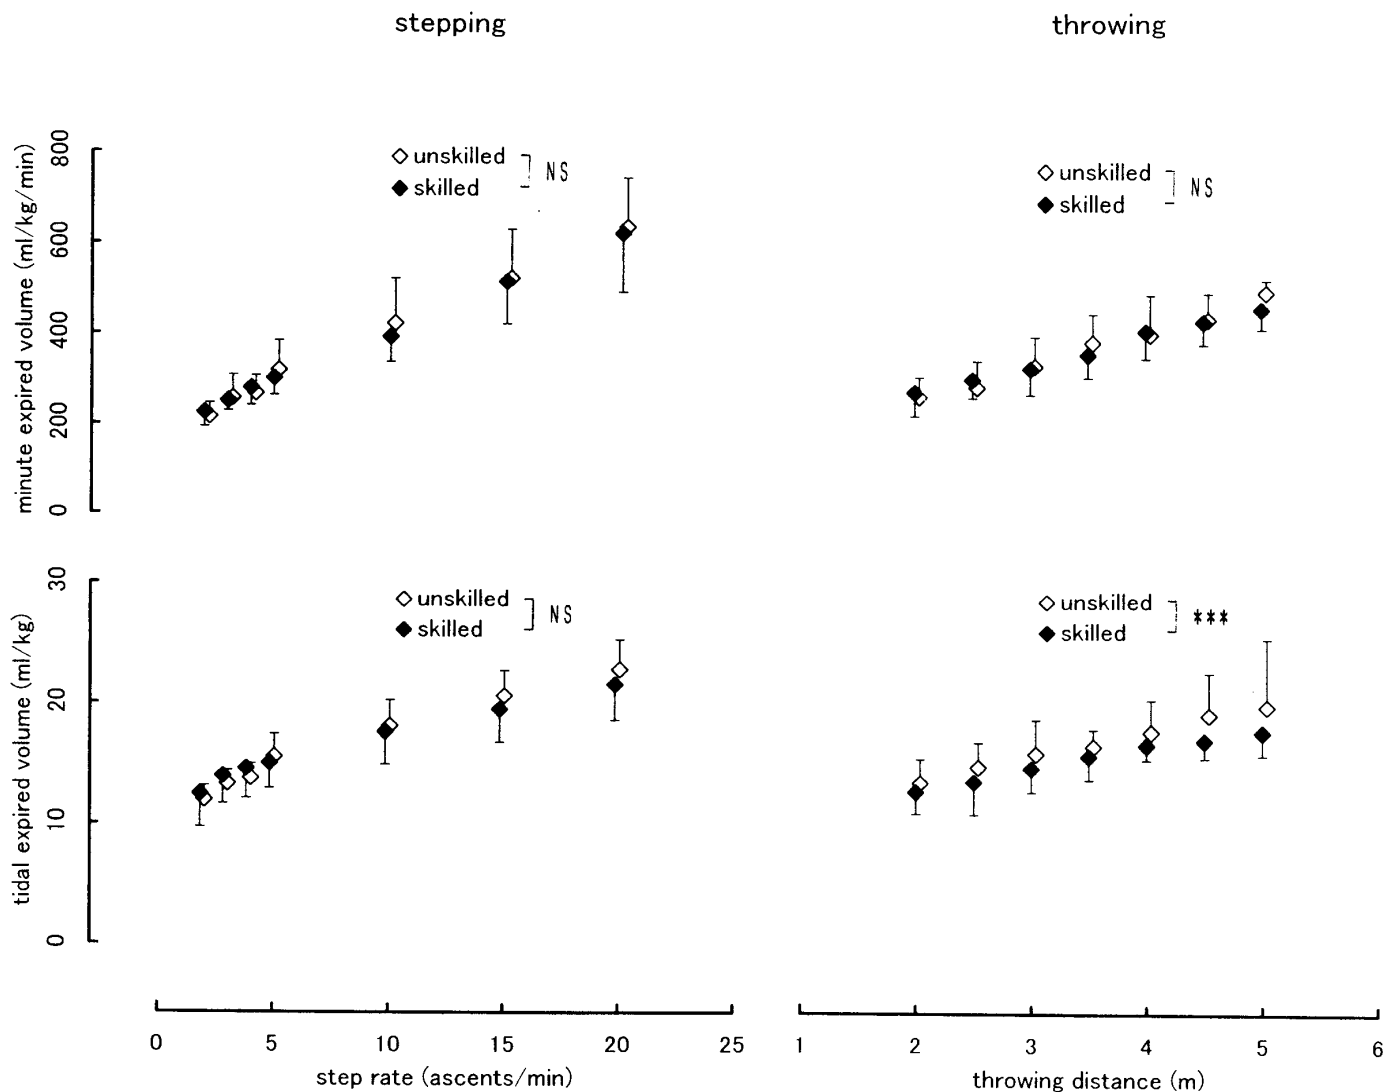 stepping
throwing
minute expired volume (ml/kg/min)
800
600
400
200
0
unskilled
skilled
NS
unskilled
skilled
NS
tidal expired volume (ml/kg)
30
20
10
0
unskilled
skilled
NS
unskilled
skilled
***
0 5 10 15 20 25
step rate (ascents/min)
1 2 3 4 5 6
throwing distance (m)